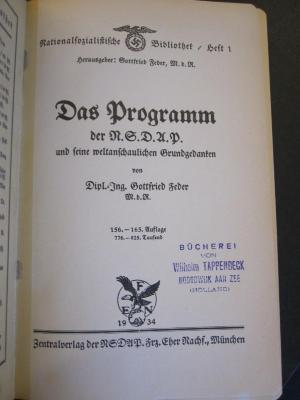 Nationalsozialistische Bibliothek / Heft 1
Herausgeber: Gottfried Feder, M. d. R.
Das Programm
der N.S.D.A.P.
und seine weltanschaulichen Grundgedanken
von
Dipl.-Ing. Gottfried Feder
M. d. R.
156.–165. Auflage
776.–825. Tausend
BÜCHEREI
VON
Wilhelm TAPPENDECK
NOORDWIJK AAN ZEE
(HOLLAND)
F
E N
19 34
Zentralverlag der NSDAP. Frz. Eher Nachf., München